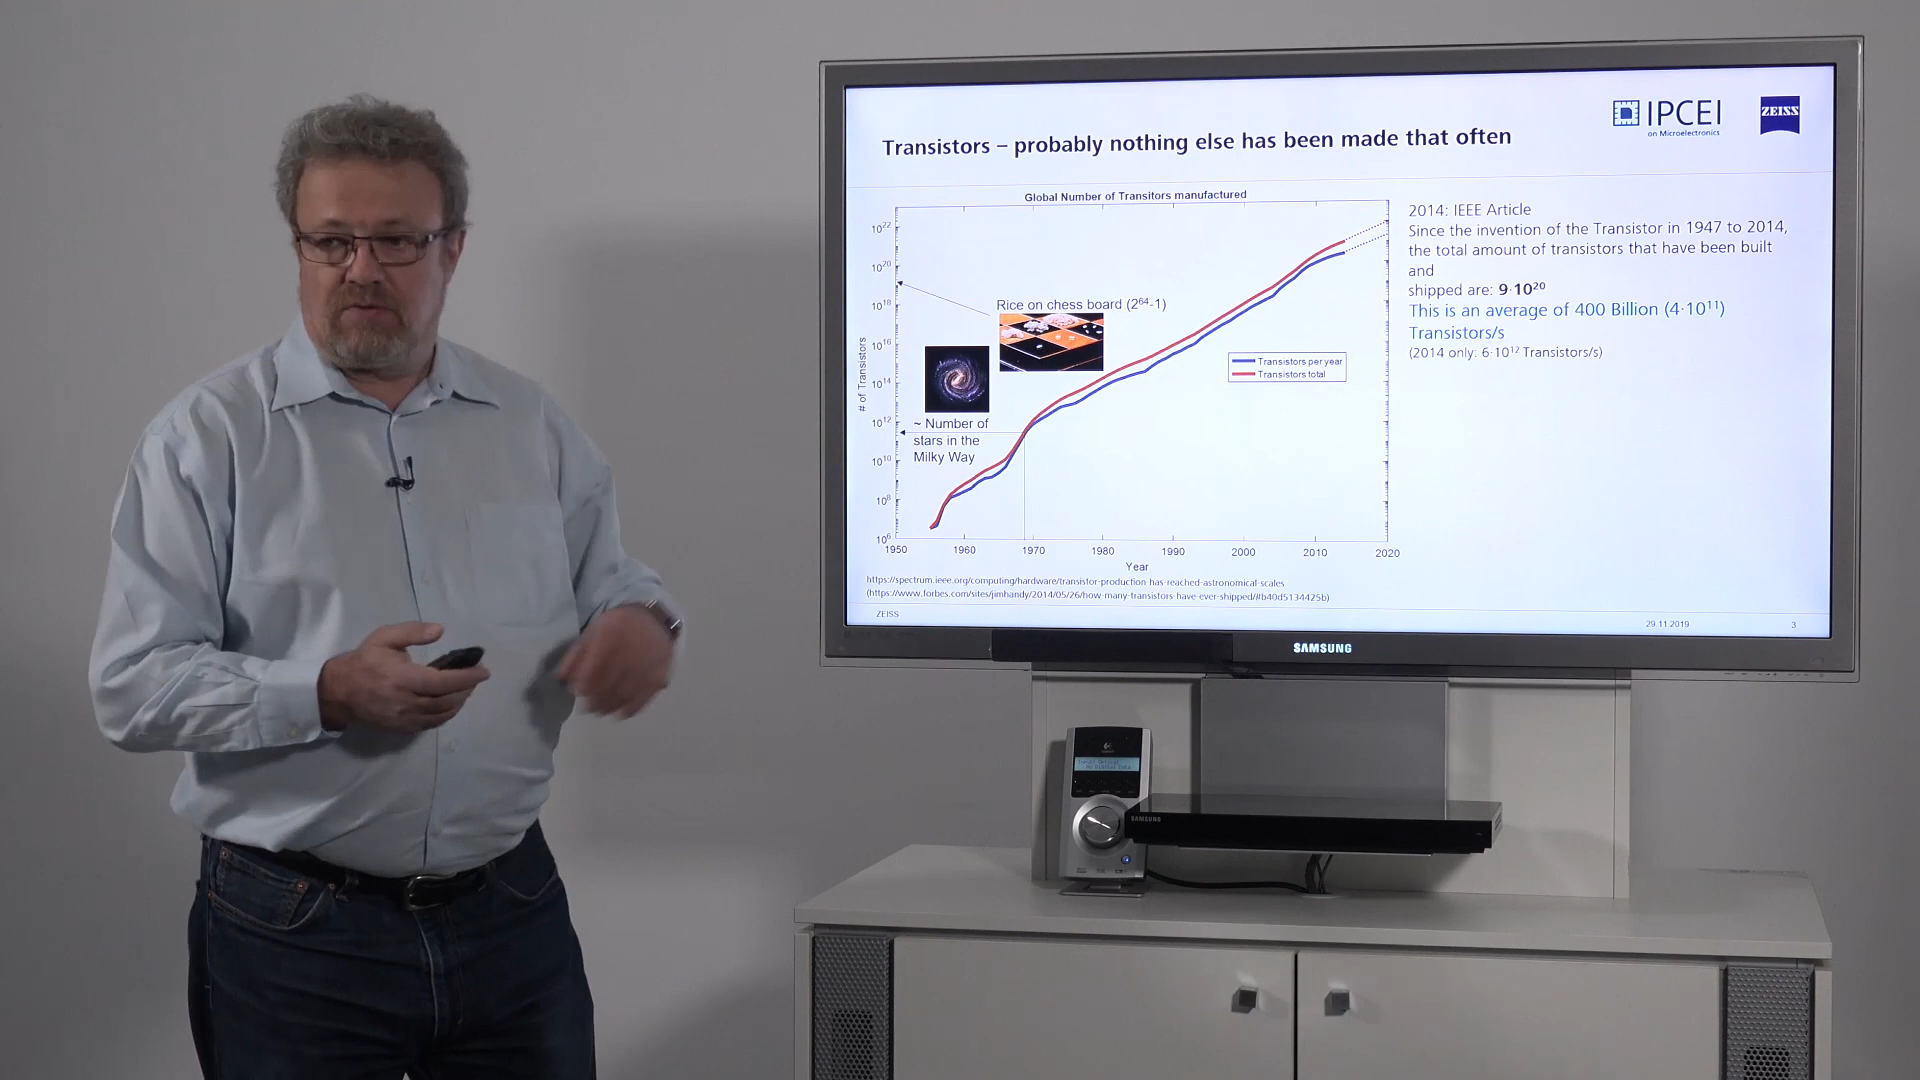 IPCEI
on Microelectronics
ZEISS
Transistors – probably nothing else has been made that often
Global Number of Transitors manufactured
2014: IEEE Article
Since the invention of the Transistor in 1947 to 2014,
the total amount of transistors that have been built
and
shipped are: 9·10²⁰
This is an average of 400 Billion (4·10¹¹)
Transistors/s
(2014 only: 6·10¹² Transistors/s)
# of Transistors
10²²
10²⁰
10¹⁸
10¹⁶
10¹⁴
10¹²
10¹⁰
10⁸
10⁶
Rice on chess board (2⁶⁴-1)
~ Number of
stars in the
Milky Way
Transistors per year
Transistors total
1950 1960 1970 1980 1990 2000 2010 2020
Year
https://spectrum.ieee.org/computing/hardware/transistor-production-has-reached-astronomical-scales
(https://www.forbes.com/sites/jimhandy/2014/05/26/how-many-transistors-have-ever-shipped/#b40d5134425b)
ZEISS 29.11.2019 3
SAMSUNG
SAMSUNG